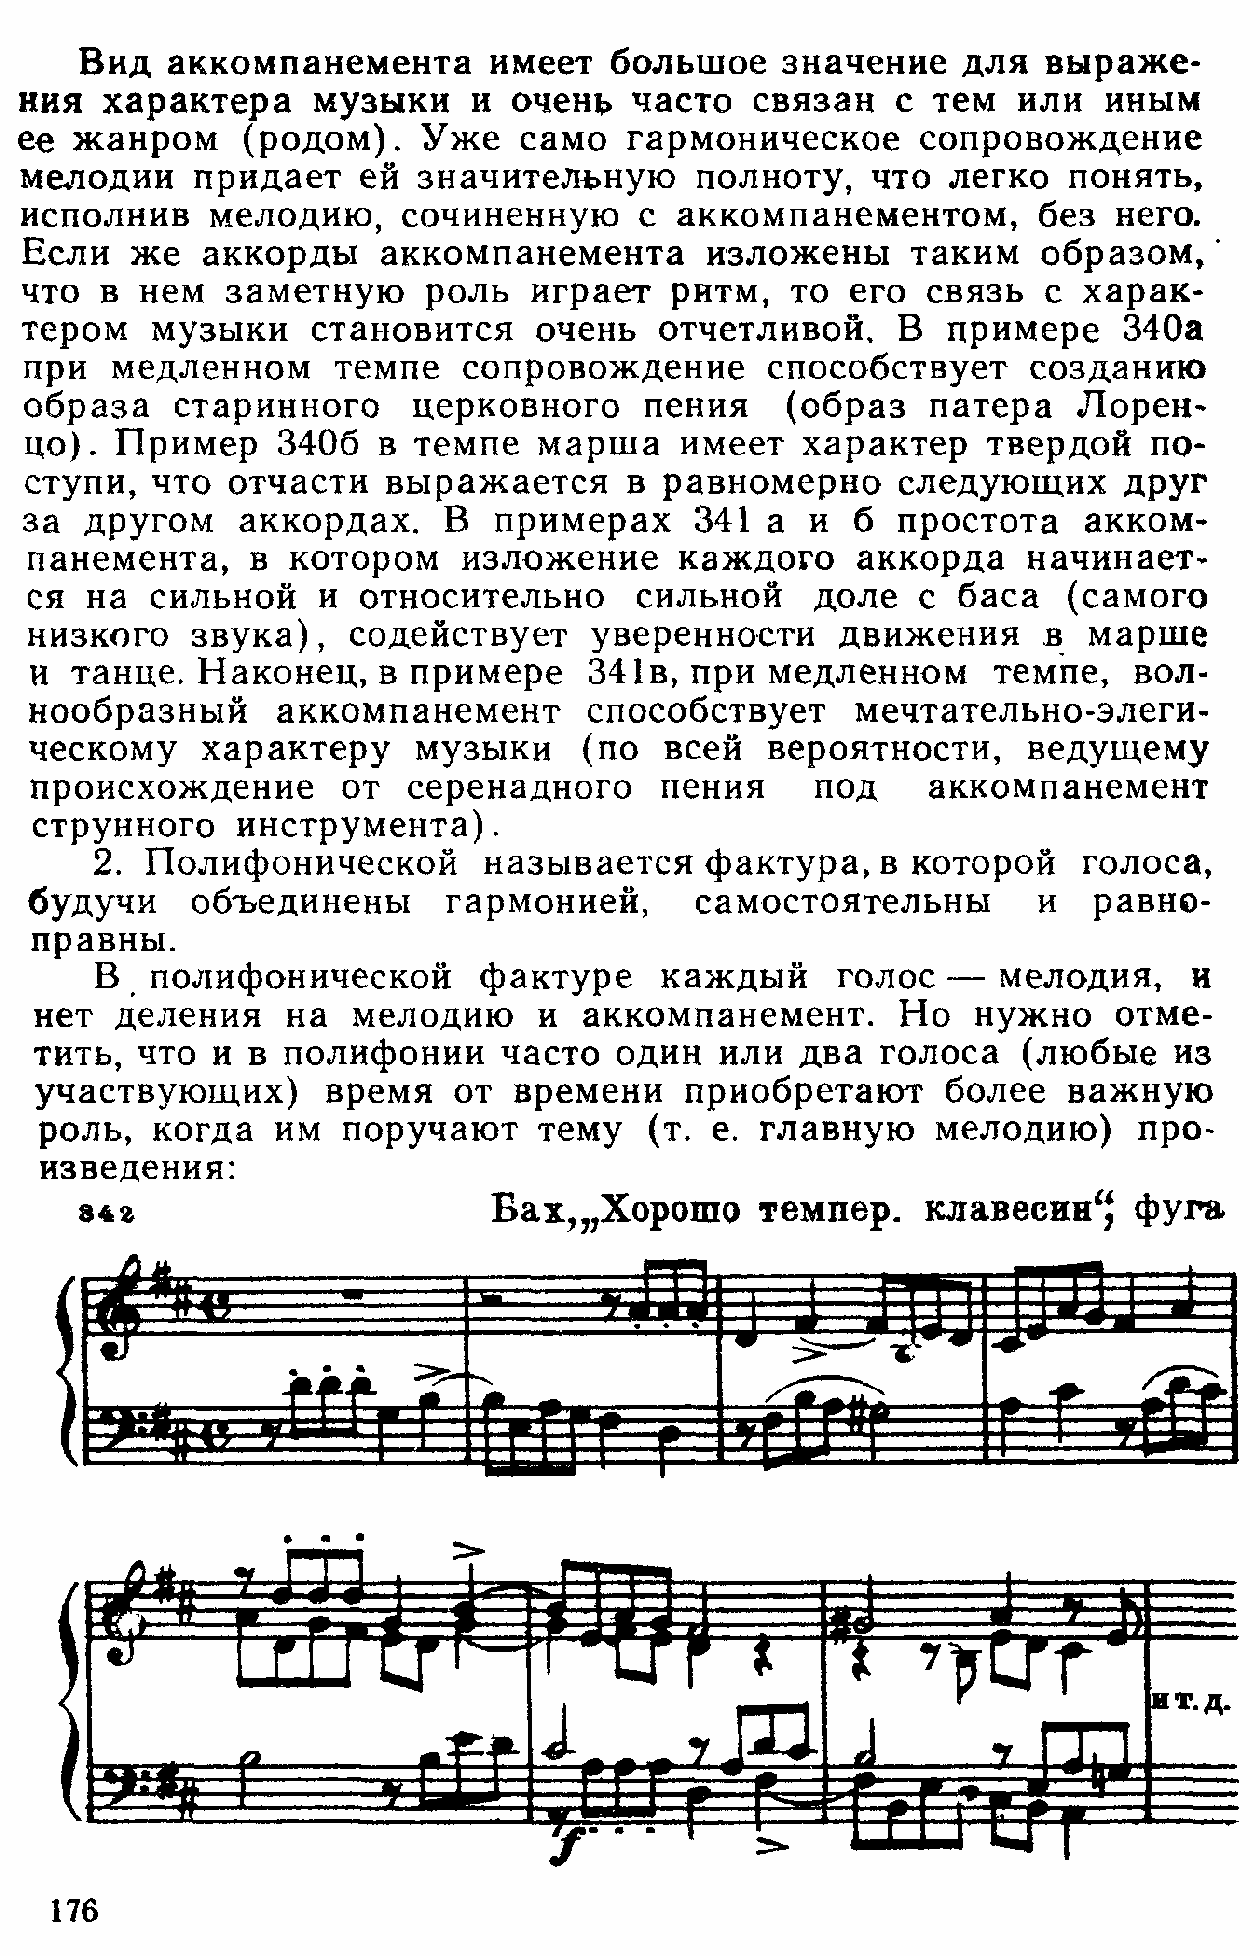 Вид аккомпанемента имеет большое значение для выраже-
ния характера музыки и очень часто связан с тем или иным
ее жанром (родом). Уже само гармоническое сопровождение
мелодии придает ей значительную полноту, что легко понять,
исполнив мелодию, сочиненную с аккомпанементом, без него.
Если же аккорды аккомпанемента изложены таким образом,
что в нем заметную роль играет ритм, то его связь с харак-
тером музыки становится очень отчетливой. В примере 340а
при медленном темпе сопровождение способствует созданию
образа старинного церковного пения (образ патера Лорен-
цо). Пример 340б в темпе марша имеет характер твердой по-
ступи, что отчасти выражается в равномерно следующих друг
за другом аккордах. В примерах 341 а и б простота акком-
панемента, в котором изложение каждого аккорда начинает-
ся на сильной и относительно сильной доле с баса (самого
низкого звука), содействует уверенности движения в марше
и танце. Наконец, в примере 341в, при медленном темпе, вол-
нообразный аккомпанемент способствует мечтательно-элеги-
ческому характеру музыки (по всей вероятности, ведущему
происхождение от серенадного пения под аккомпанемент
струнного инструмента).
2. Полифонической называется фактура, в которой голоса,
будучи объединены гармонией, самостоятельны и равно-
правны.
В полифонической фактуре каждый голос — мелодия, и
нет деления на мелодию и аккомпанемент. Но нужно отме-
тить, что и в полифонии часто один или два голоса (любые из
участвующих) время от времени приобретают более важную
роль, когда им поручают тему (т. е. главную мелодию) про-
изведения:
342 Бах, „Хорошо темпер. клавесин“, фуга
и т. д.
f
176